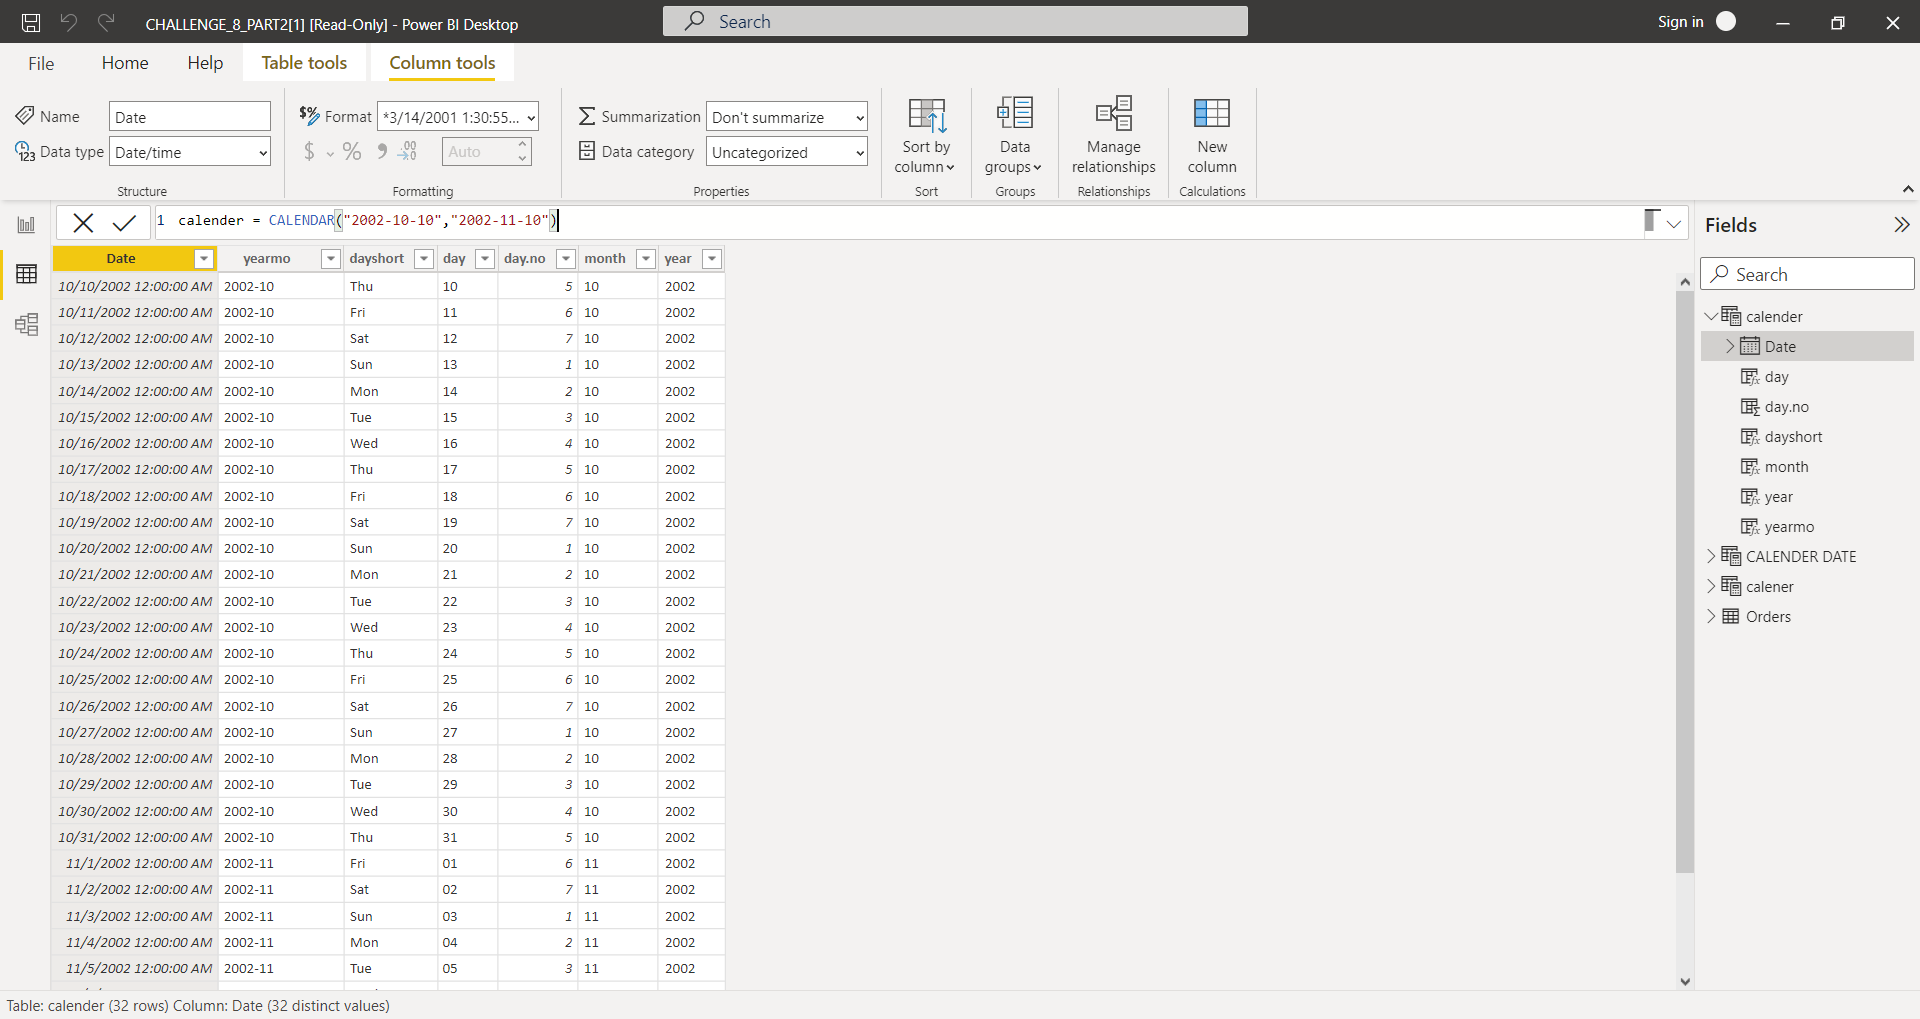 CHALLENGE_8_PART2[1] [Read-Only] - Power BI Desktop
Search
Sign in
File Home Help Table tools Column tools
Name Date
Data type Date/time
Structure
Format *3/14/2001 1:30:55...
$ % 9 .00 Auto
Formatting
Summarization Don't summarize
Data category Uncategorized
Properties
Sort by column
Sort
Data groups
Groups
Manage relationships
Relationships
New column
Calculations
1 calender = CALENDAR("2002-10-10","2002-11-10")
Date yearmo dayshort day day.no month year
10/10/2002 12:00:00 AM 2002-10 Thu 10 5 10 2002
10/11/2002 12:00:00 AM 2002-10 Fri 11 6 10 2002
10/12/2002 12:00:00 AM 2002-10 Sat 12 7 10 2002
10/13/2002 12:00:00 AM 2002-10 Sun 13 1 10 2002
10/14/2002 12:00:00 AM 2002-10 Mon 14 2 10 2002
10/15/2002 12:00:00 AM 2002-10 Tue 15 3 10 2002
10/16/2002 12:00:00 AM 2002-10 Wed 16 4 10 2002
10/17/2002 12:00:00 AM 2002-10 Thu 17 5 10 2002
10/18/2002 12:00:00 AM 2002-10 Fri 18 6 10 2002
10/19/2002 12:00:00 AM 2002-10 Sat 19 7 10 2002
10/20/2002 12:00:00 AM 2002-10 Sun 20 1 10 2002
10/21/2002 12:00:00 AM 2002-10 Mon 21 2 10 2002
10/22/2002 12:00:00 AM 2002-10 Tue 22 3 10 2002
10/23/2002 12:00:00 AM 2002-10 Wed 23 4 10 2002
10/24/2002 12:00:00 AM 2002-10 Thu 24 5 10 2002
10/25/2002 12:00:00 AM 2002-10 Fri 25 6 10 2002
10/26/2002 12:00:00 AM 2002-10 Sat 26 7 10 2002
10/27/2002 12:00:00 AM 2002-10 Sun 27 1 10 2002
10/28/2002 12:00:00 AM 2002-10 Mon 28 2 10 2002
10/29/2002 12:00:00 AM 2002-10 Tue 29 3 10 2002
10/30/2002 12:00:00 AM 2002-10 Wed 30 4 10 2002
10/31/2002 12:00:00 AM 2002-10 Thu 31 5 10 2002
11/1/2002 12:00:00 AM 2002-11 Fri 01 6 11 2002
11/2/2002 12:00:00 AM 2002-11 Sat 02 7 11 2002
11/3/2002 12:00:00 AM 2002-11 Sun 03 1 11 2002
11/4/2002 12:00:00 AM 2002-11 Mon 04 2 11 2002
11/5/2002 12:00:00 AM 2002-11 Tue 05 3 11 2002
Fields
Search
calender
Date
day
day.no
dayshort
month
year
yearmo
CALENDER DATE
calener
Orders
Table: calender (32 rows) Column: Date (32 distinct values)